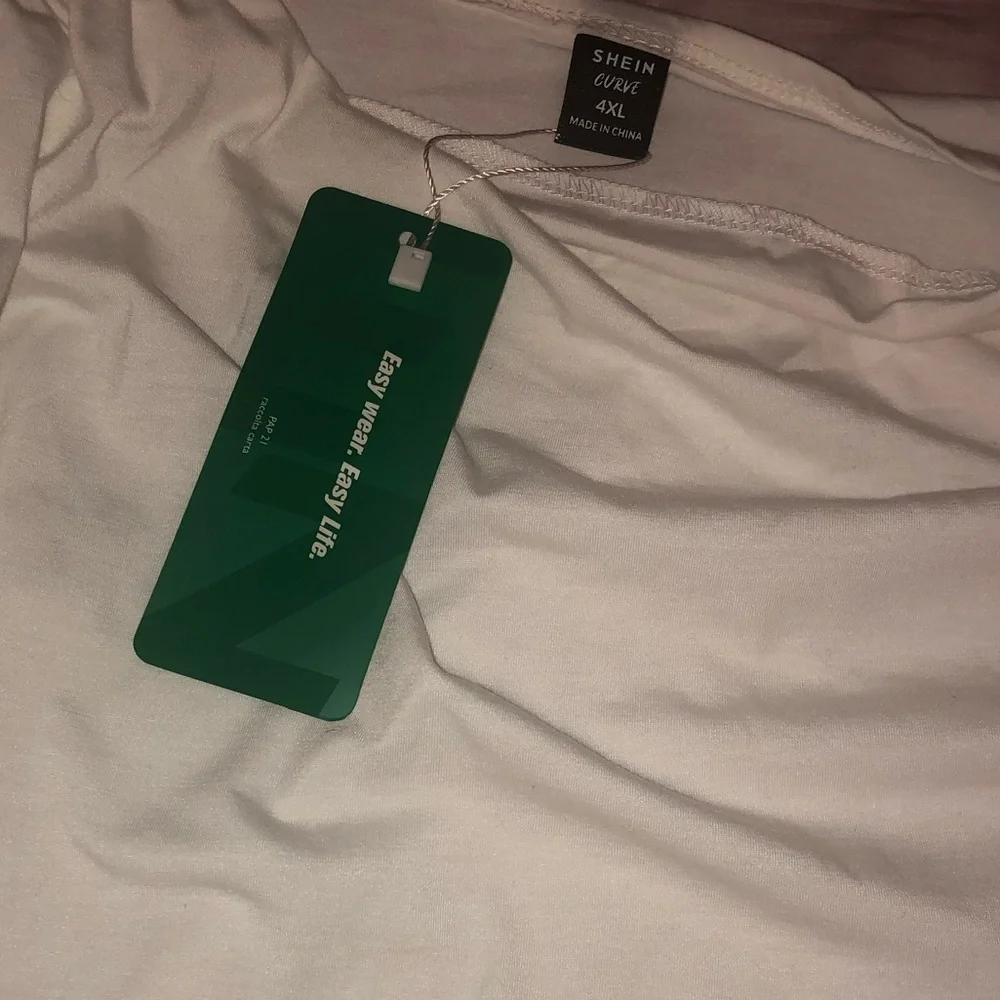 SHEIN
CURVE
4XL
MADE IN CHINA
Easy wear. Easy Life.
PAP 21
raccolta carta